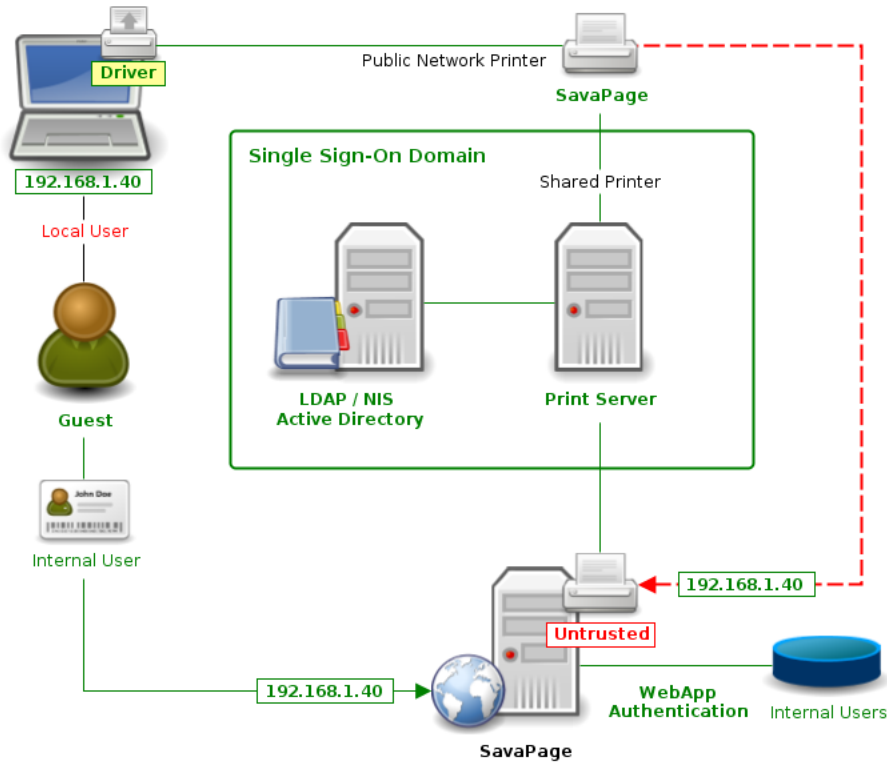 Driver
Public Network Printer
SavaPage
Single Sign-On Domain
192.168.1.40
Shared Printer
Local User
LDAP / NIS
Active Directory
Print Server
Guest
John Doe
Internal User
192.168.1.40
Untrusted
192.168.1.40
WebApp
Authentication
Internal Users
SavaPage